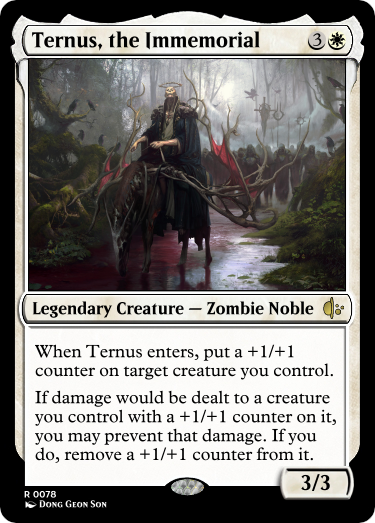 Ternus, the Immemorial 3
Legendary Creature — Zombie Noble
When Ternus enters, put a +1/+1
counter on target creature you control.
If damage would be dealt to a creature
you control with a +1/+1 counter on it,
you may prevent that damage. If you
do, remove a +1/+1 counter from it.
3/3
R 0078
Dong Geon Son